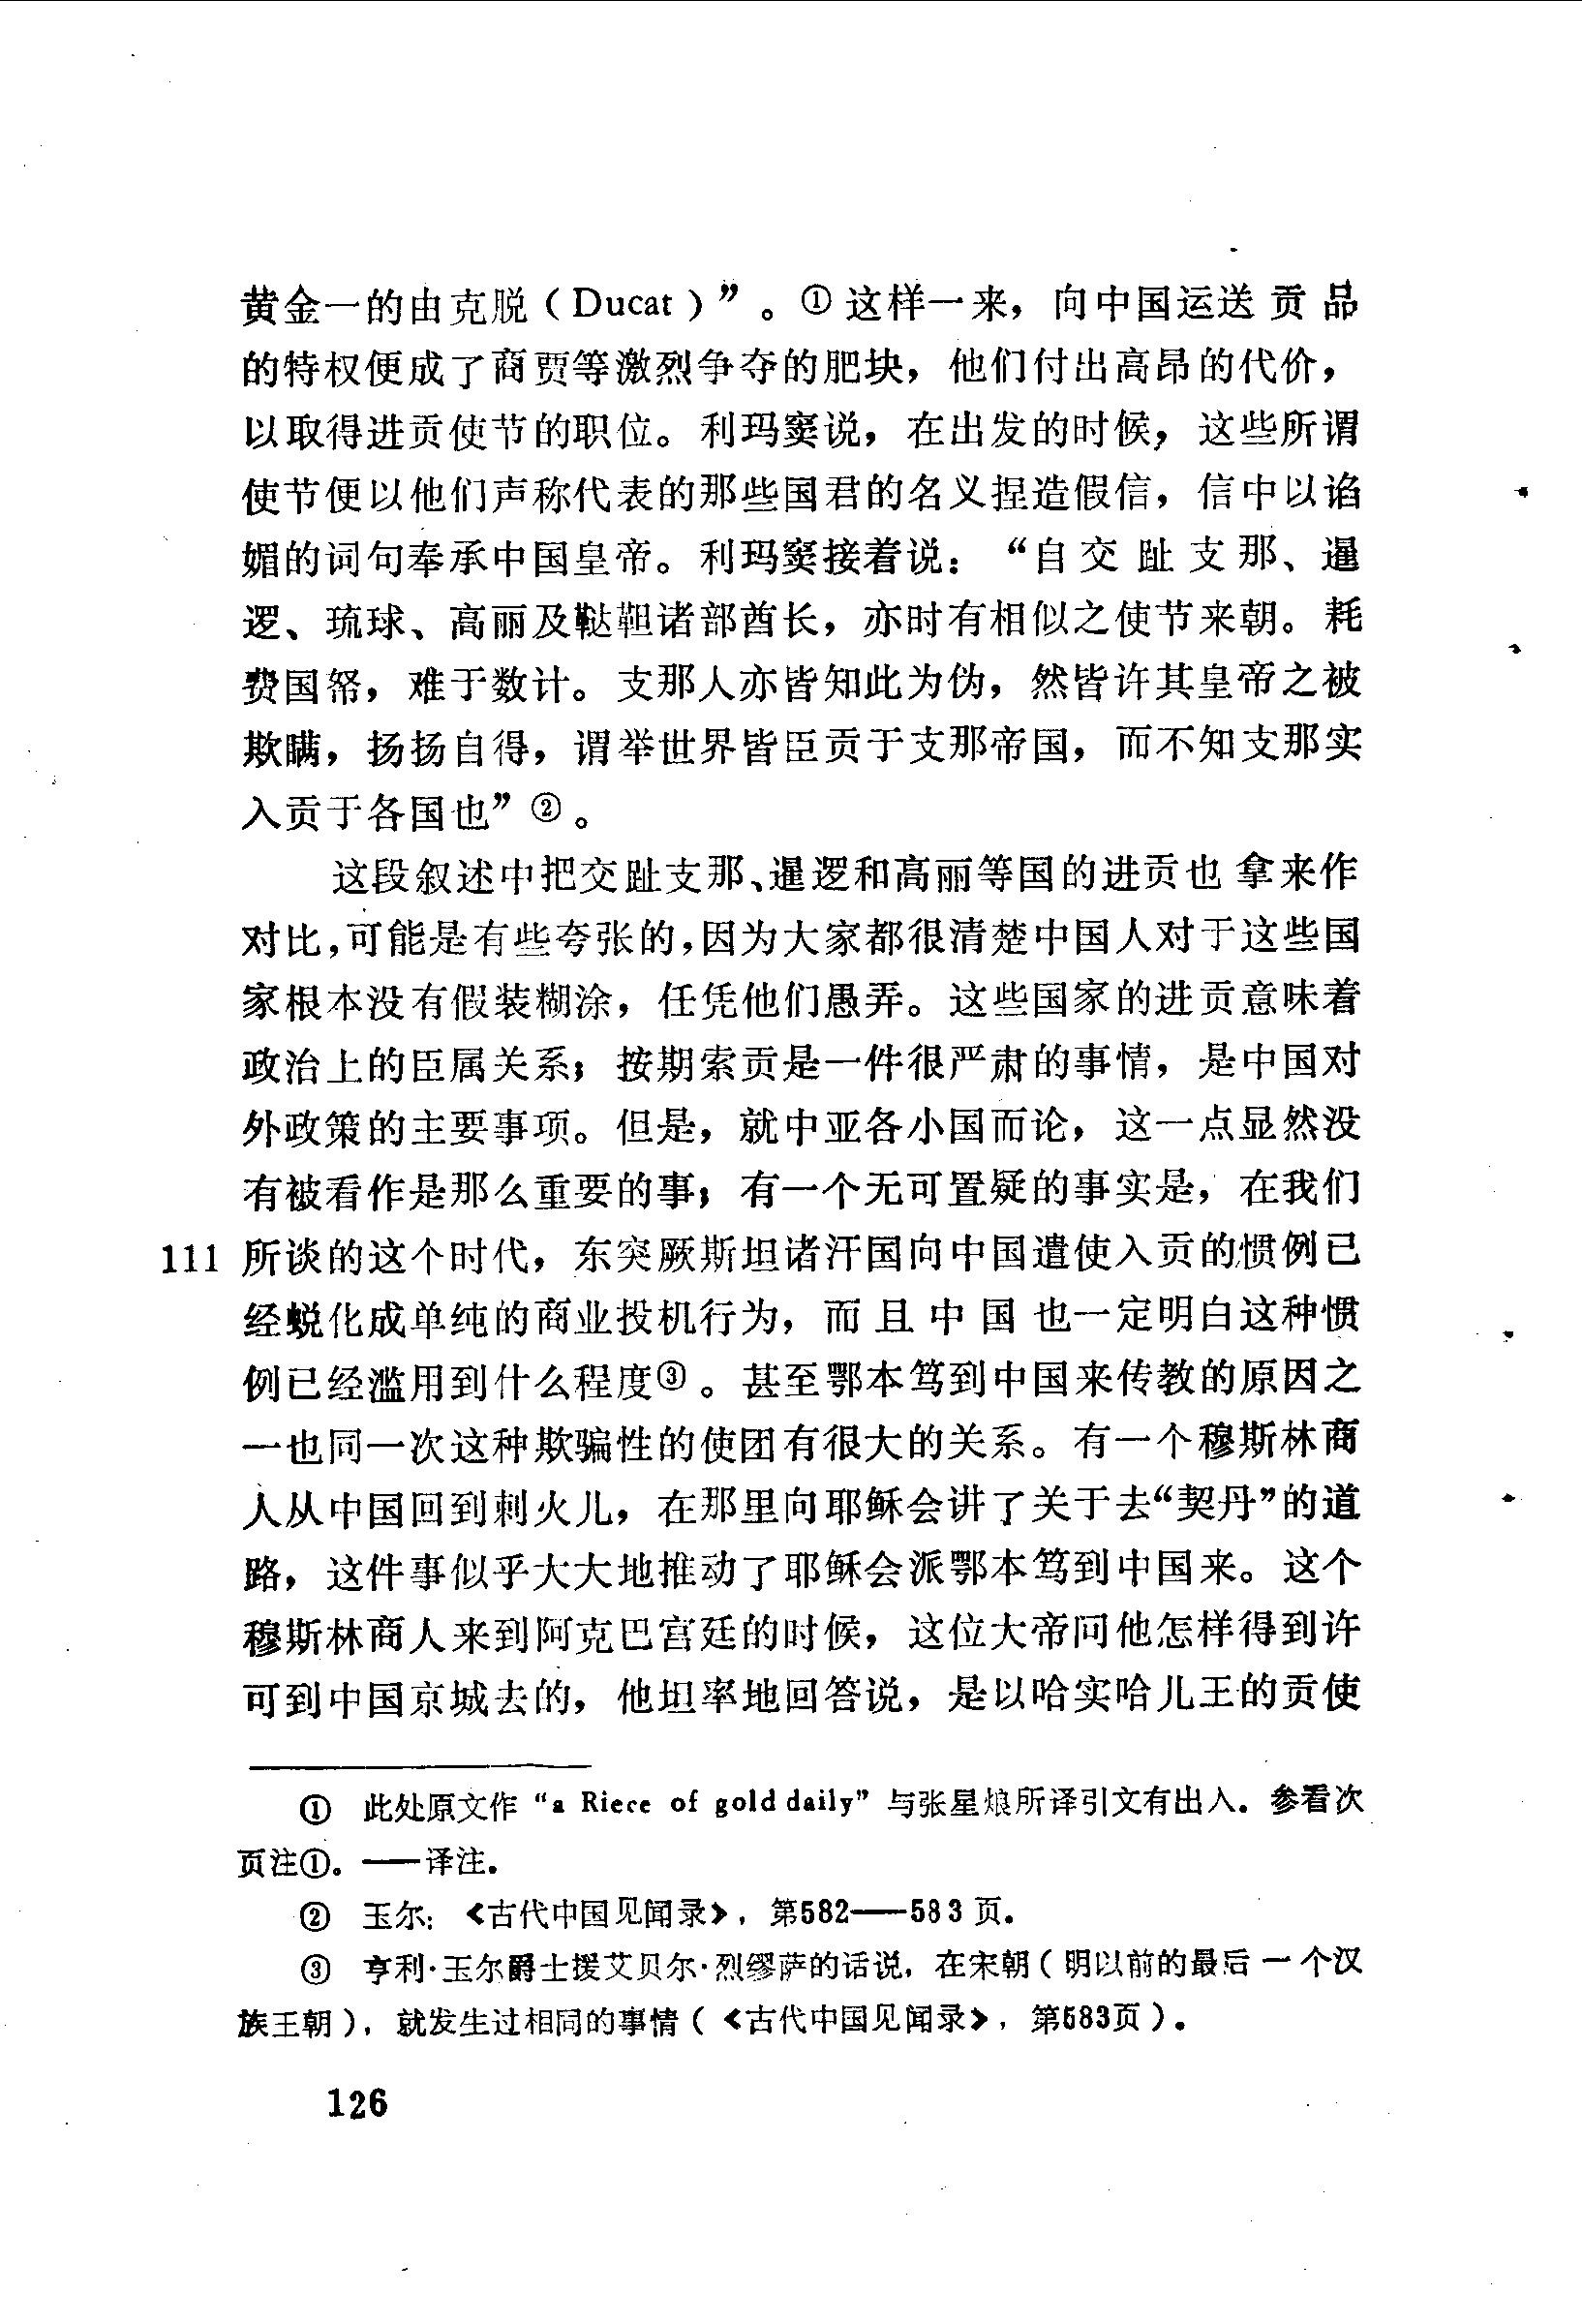 黄金一的由克脱（Ducat）”。①这样一来，向中国运送贡品
的特权便成了商贾等激烈争夺的肥块，他们付出高昂的代价，
以取得进贡使节的职位。利玛窦说，在出发的时候，这些所谓
使节便以他们声称代表的那些国君的名义捏造假信，信中以谄
媚的词句奉承中国皇帝。利玛窦接着说：“自交趾支那、暹
逻、琉球、高丽及鞑靼诸部酋长，亦时有相似之使节来朝。耗
费国帑，难于数计。支那人亦皆知此为伪，然皆许其皇帝之被
欺瞒，扬扬自得，谓举世界皆臣贡于支那帝国，而不知支那实
入贡于各国也”②。
这段叙述中把交趾支那、暹逻和高丽等国的进贡也拿来作
对比，可能是有些夸张的，因为大家都很清楚中国人对于这些国
家根本没有假装糊涂，任凭他们愚弄。这些国家的进贡意味着
政治上的臣属关系；按期索贡是一件很严肃的事情，是中国对
外政策的主要事项。但是，就中亚各小国而论，这一点显然没
有被看作是那么重要的事；有一个无可置疑的事实是，在我们
111 所谈的这个时代，东突厥斯坦诸汗国向中国遣使入贡的惯例已
经蜕化成单纯的商业投机行为，而且中国也一定明白这种惯
例已经滥用到什么程度③。甚至鄂本笃到中国来传教的原因之
一也同一次这种欺骗性的使团有很大的关系。有一个穆斯林商
人从中国回到刺火儿，在那里向耶稣会讲了关于去“契丹”的道
路，这件事似乎大大地推动了耶稣会派鄂本笃到中国来。这个
穆斯林商人来到阿克巴宫廷的时候，这位大帝问他怎样得到许
可到中国京城去的，他坦率地回答说，是以哈实哈儿王的贡使
① 此处原文作“a Riece of gold daily”与张星烺所译引文有出入。参看次
页注①。——译注。
② 玉尔：《古代中国见闻录》，第582——583页。
③ 亨利·玉尔爵士援艾贝尔·烈缪萨的话说，在宋朝（明以前的最后一个汉
族王朝），就发生过相同的事情（《古代中国见闻录》，第583页）。
126